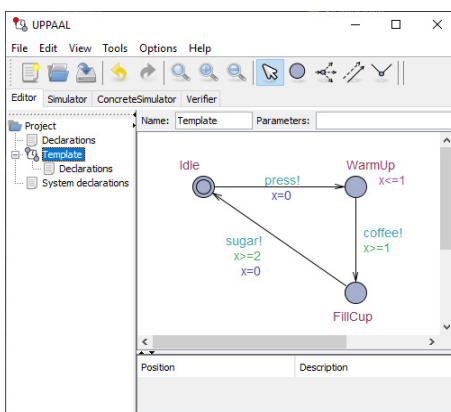 UPPAAL
File Edit View Tools Options Help
Editor Simulator ConcreteSimulator Verifier
Name: Template Parameters:
Project
Declarations
Template
Declarations
System declarations
Idle
WarmUp
x<=1
press!
x=0
coffee!
x>=1
sugar!
x>=2
x=0
FillCup
Position Description